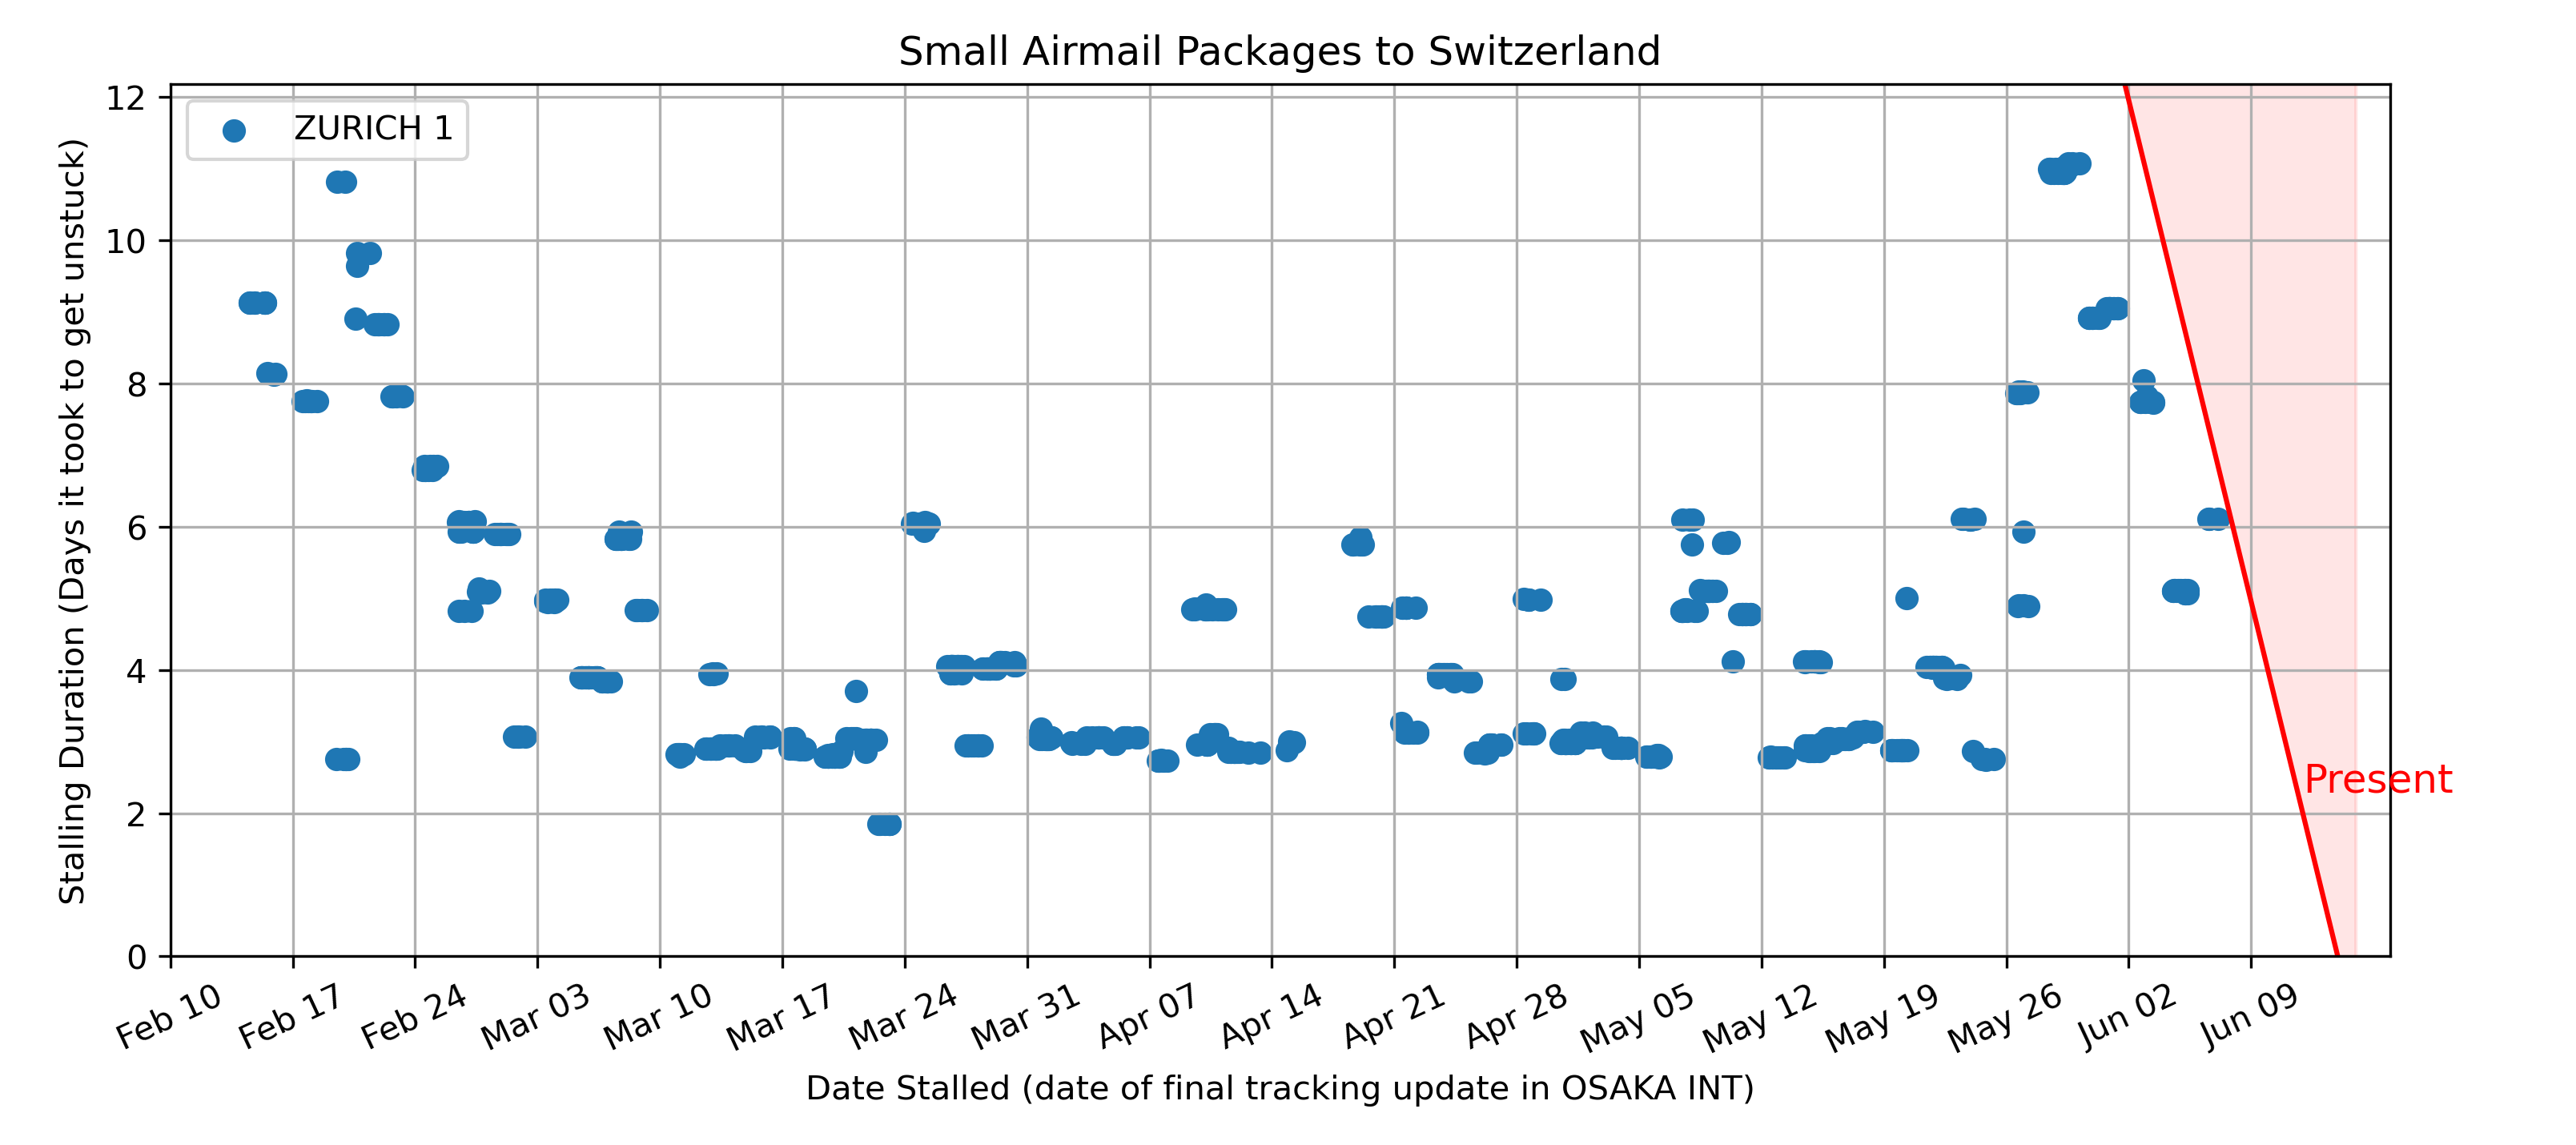 Small Airmail Packages to Switzerland
ZURICH 1
Stalling Duration (Days it took to get unstuck)
12
10
8
6
4
2
0
Present
Feb 10 Feb 17 Feb 24 Mar 03 Mar 10 Mar 17 Mar 24 Mar 31 Apr 07 Apr 14 Apr 21 Apr 28 May 05 May 12 May 19 May 26 Jun 02 Jun 09
Date Stalled (date of final tracking update in OSAKA INT)